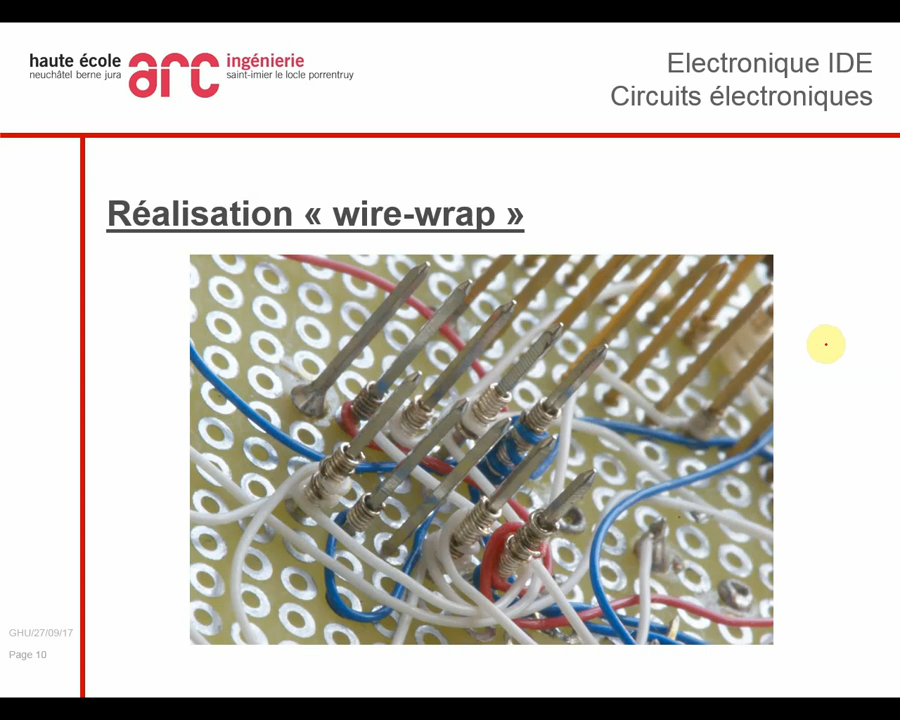 haute école
neuchâtel berne jura
arc
ingénierie
saint-imier le locle porrentruy
Electronique IDE
Circuits électroniques
Réalisation « wire-wrap »
GHU/27/09/17
Page 10